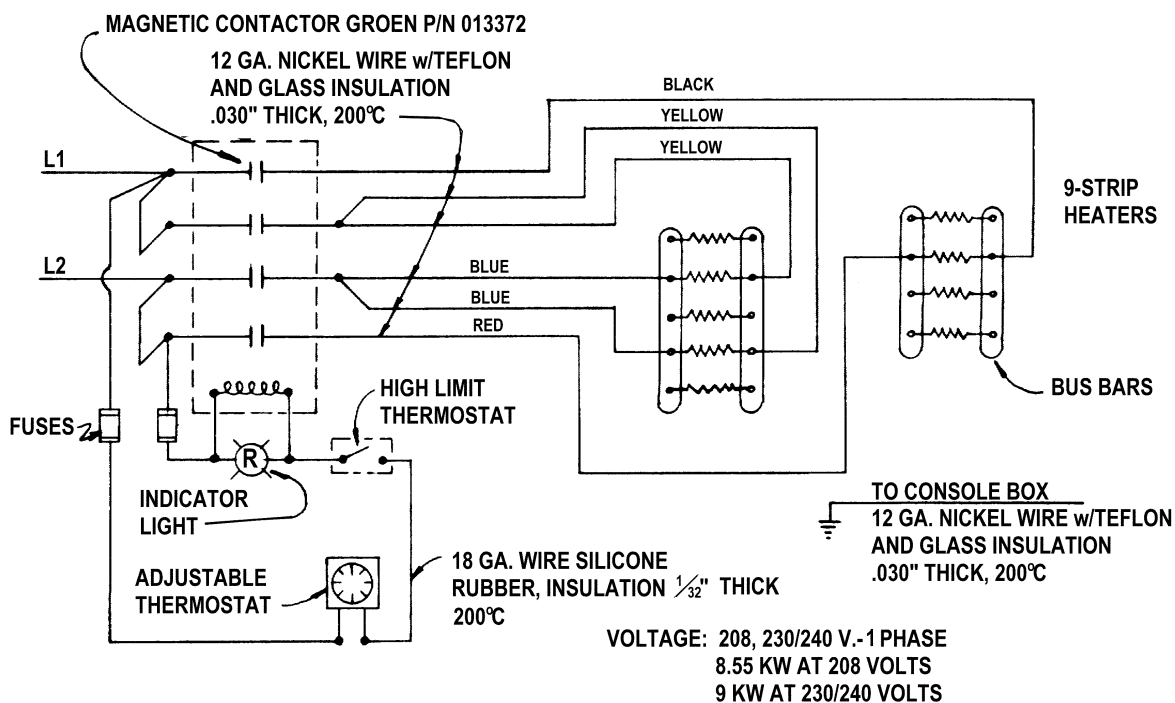 MAGNETIC CONTACTOR GROEN P/N 013372
12 GA. NICKEL WIRE w/TEFLON
AND GLASS INSULATION
.030" THICK, 200°C
BLACK
YELLOW
YELLOW
L1
9-STRIP
HEATERS
L2
BLUE
BLUE
RED
BUS BARS
HIGH LIMIT
THERMOSTAT
FUSES
R
INDICATOR
LIGHT
TO CONSOLE BOX
12 GA. NICKEL WIRE w/TEFLON
AND GLASS INSULATION
.030" THICK, 200°C
ADJUSTABLE
THERMOSTAT
18 GA. WIRE SILICONE
RUBBER, INSULATION 1/32" THICK
200°C
VOLTAGE: 208, 230/240 V.-1 PHASE
8.55 KW AT 208 VOLTS
9 KW AT 230/240 VOLTS